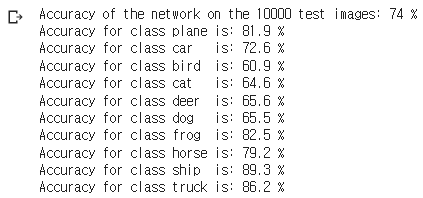 Accuracy of the network on the 10000 test images: 74 %
Accuracy for class plane is: 81.9 %
Accuracy for class car   is: 72.6 %
Accuracy for class bird  is: 60.9 %
Accuracy for class cat   is: 64.6 %
Accuracy for class deer  is: 65.6 %
Accuracy for class dog   is: 65.5 %
Accuracy for class frog  is: 82.5 %
Accuracy for class horse is: 79.2 %
Accuracy for class ship  is: 89.3 %
Accuracy for class truck is: 86.2 %